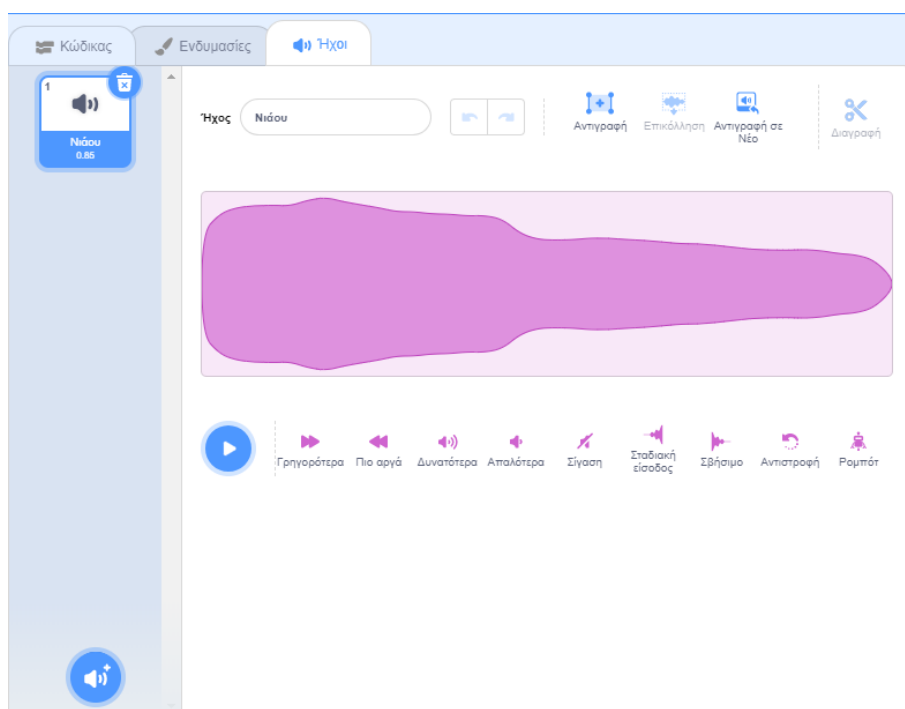 Κώδικας
Ενδυμασίες
Ήχοι
1
Νιάου
0.85
Ήχος
Νιάου
Αντιγραφή
Επικόλληση
Αντιγραφή σε
Νέο
Διαγραφή
Γρηγορότερα
Πιο αργά
Δυνατότερα
Απαλότερα
Σίγαση
Σταδιακή
είσοδος
Σβήσιμο
Αντιστροφή
Ρομπότ